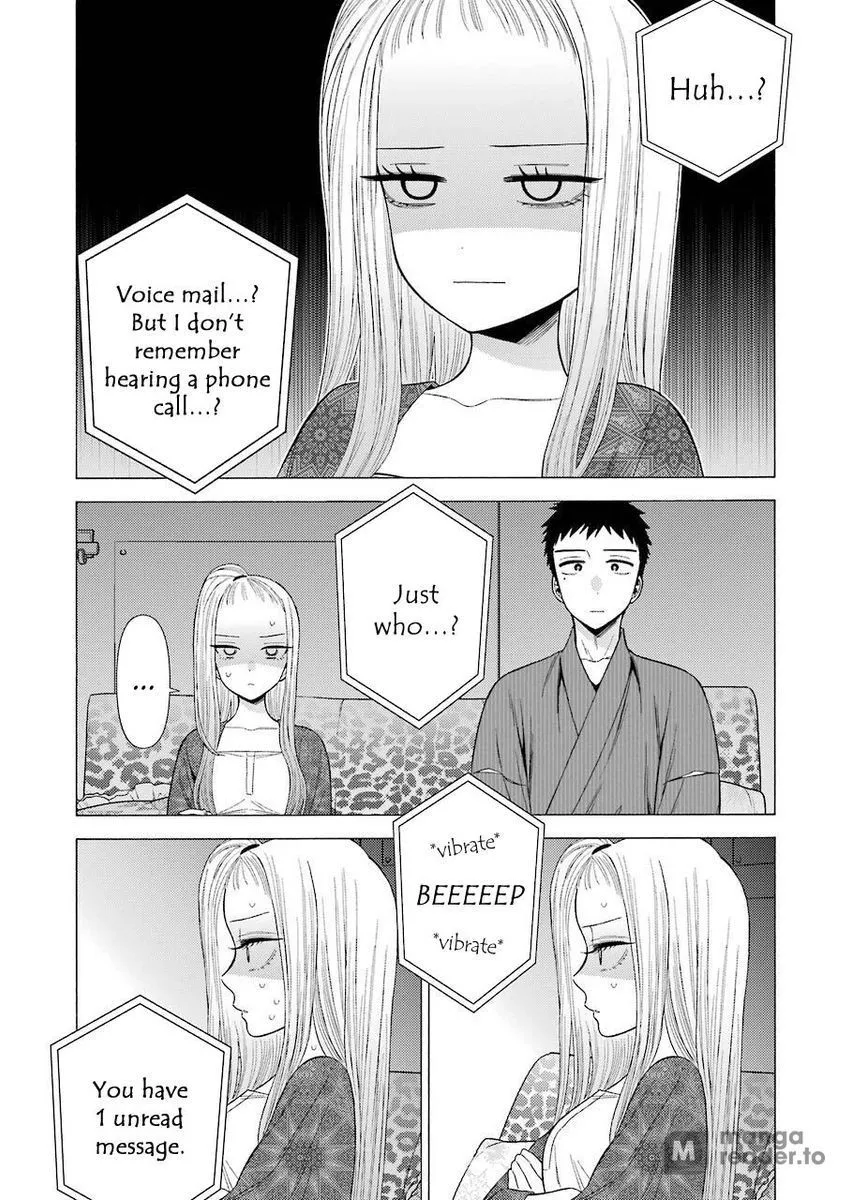 Huh...?
Voice mail...?
But I don't
remember
hearing a phone
call...?
Just
who...?
...
*vibrate*
BEEEEEP
*vibrate*
You have
1 unread
message.
M manga
reader.to